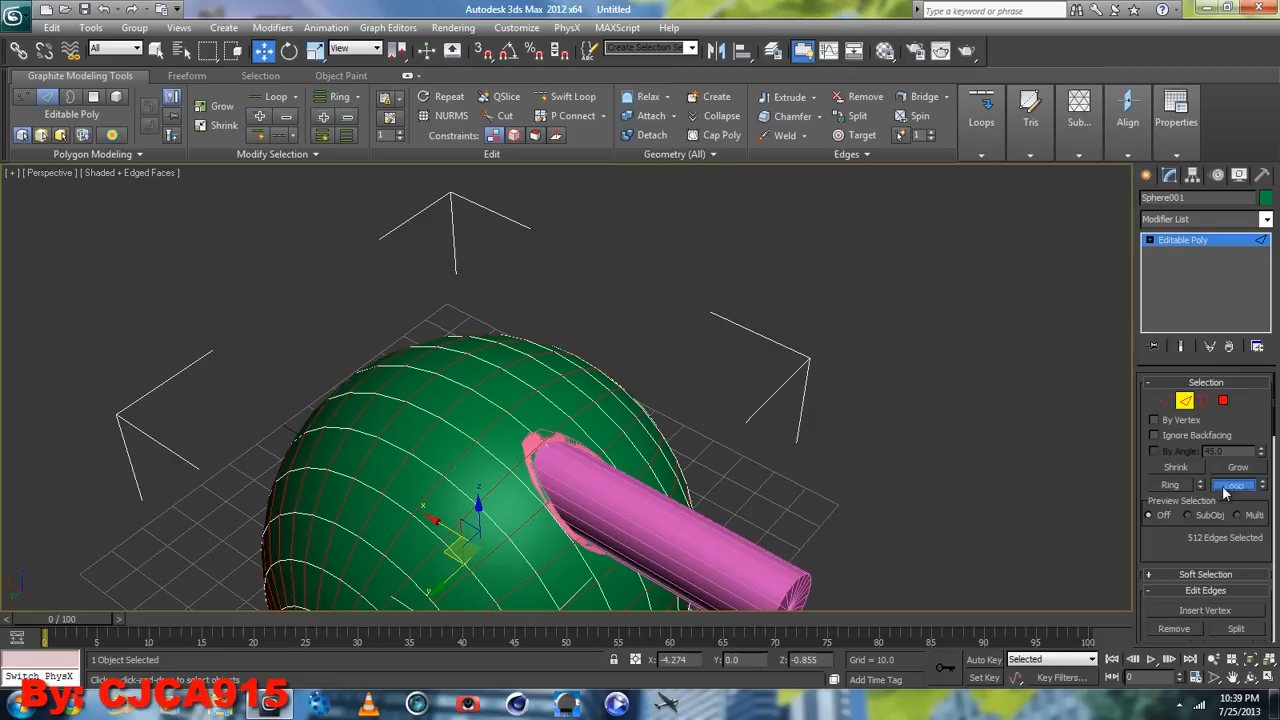 Autodesk 3ds Max 2012 x64 Untitled
Type a keyword or phrase
Edit Tools Group Views Create Modifiers Animation Graph Editors Rendering Customize PhysX MAXScript Help
All View Create Selection Se
Graphite Modeling Tools Freeform Selection Object Paint
Grow Loop Ring Repeat QSlice Swift Loop Relax Create Extrude Remove Bridge
Editable Poly Shrink NURMS Cut P Connect Attach Collapse Chamfer Split Spin Loops Tris Sub... Align Properties
1 Constraints: Detach Cap Poly Weld Target 1
Polygon Modeling Modify Selection Edit Geometry (All) Edges
[ + ] [ Perspective ] [ Shaded + Edged Faces ]
Sphere001
Modifier List
Editable Poly
Selection
By Vertex
Ignore Backfacing
By Angle: 45.0
Shrink Grow
Ring Loop
Preview Selection
Off SubObj Multi
512 Edges Selected
Soft Selection
Edit Edges
Insert Vertex
Remove Split
x
y
z
0 / 100
0 5 10 15 20 25 30 35 40 45 50 55 60 65 70 75 80 85 90 95 100
1 Object Selected X: -4.274 Y: 0.0 Z: -0.855 Grid = 10.0 Auto Key Selected
Switch PhysX Click or click-and-drag to select objects Add Time Tag Set Key Key Filters... 0
By: CJCA915
10:39 PM
7/25/2013